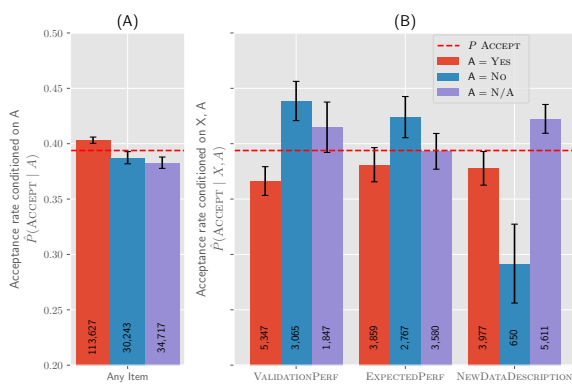 (A)
(B)
Acceptance rate conditioned on A
P̂(Accept | A)
0.50
0.45
0.40
0.35
0.30
0.25
0.20
113,627
30,243
34,717
Any Item
Acceptance rate conditioned on X, A
P̂(Accept | X, A)
P Accept
A = Yes
A = No
A = N/A
5,347
3,065
1,847
3,859
2,767
3,580
3,977
650
5,611
ValidationPerf
ExpectedPerf
NewDataDescription